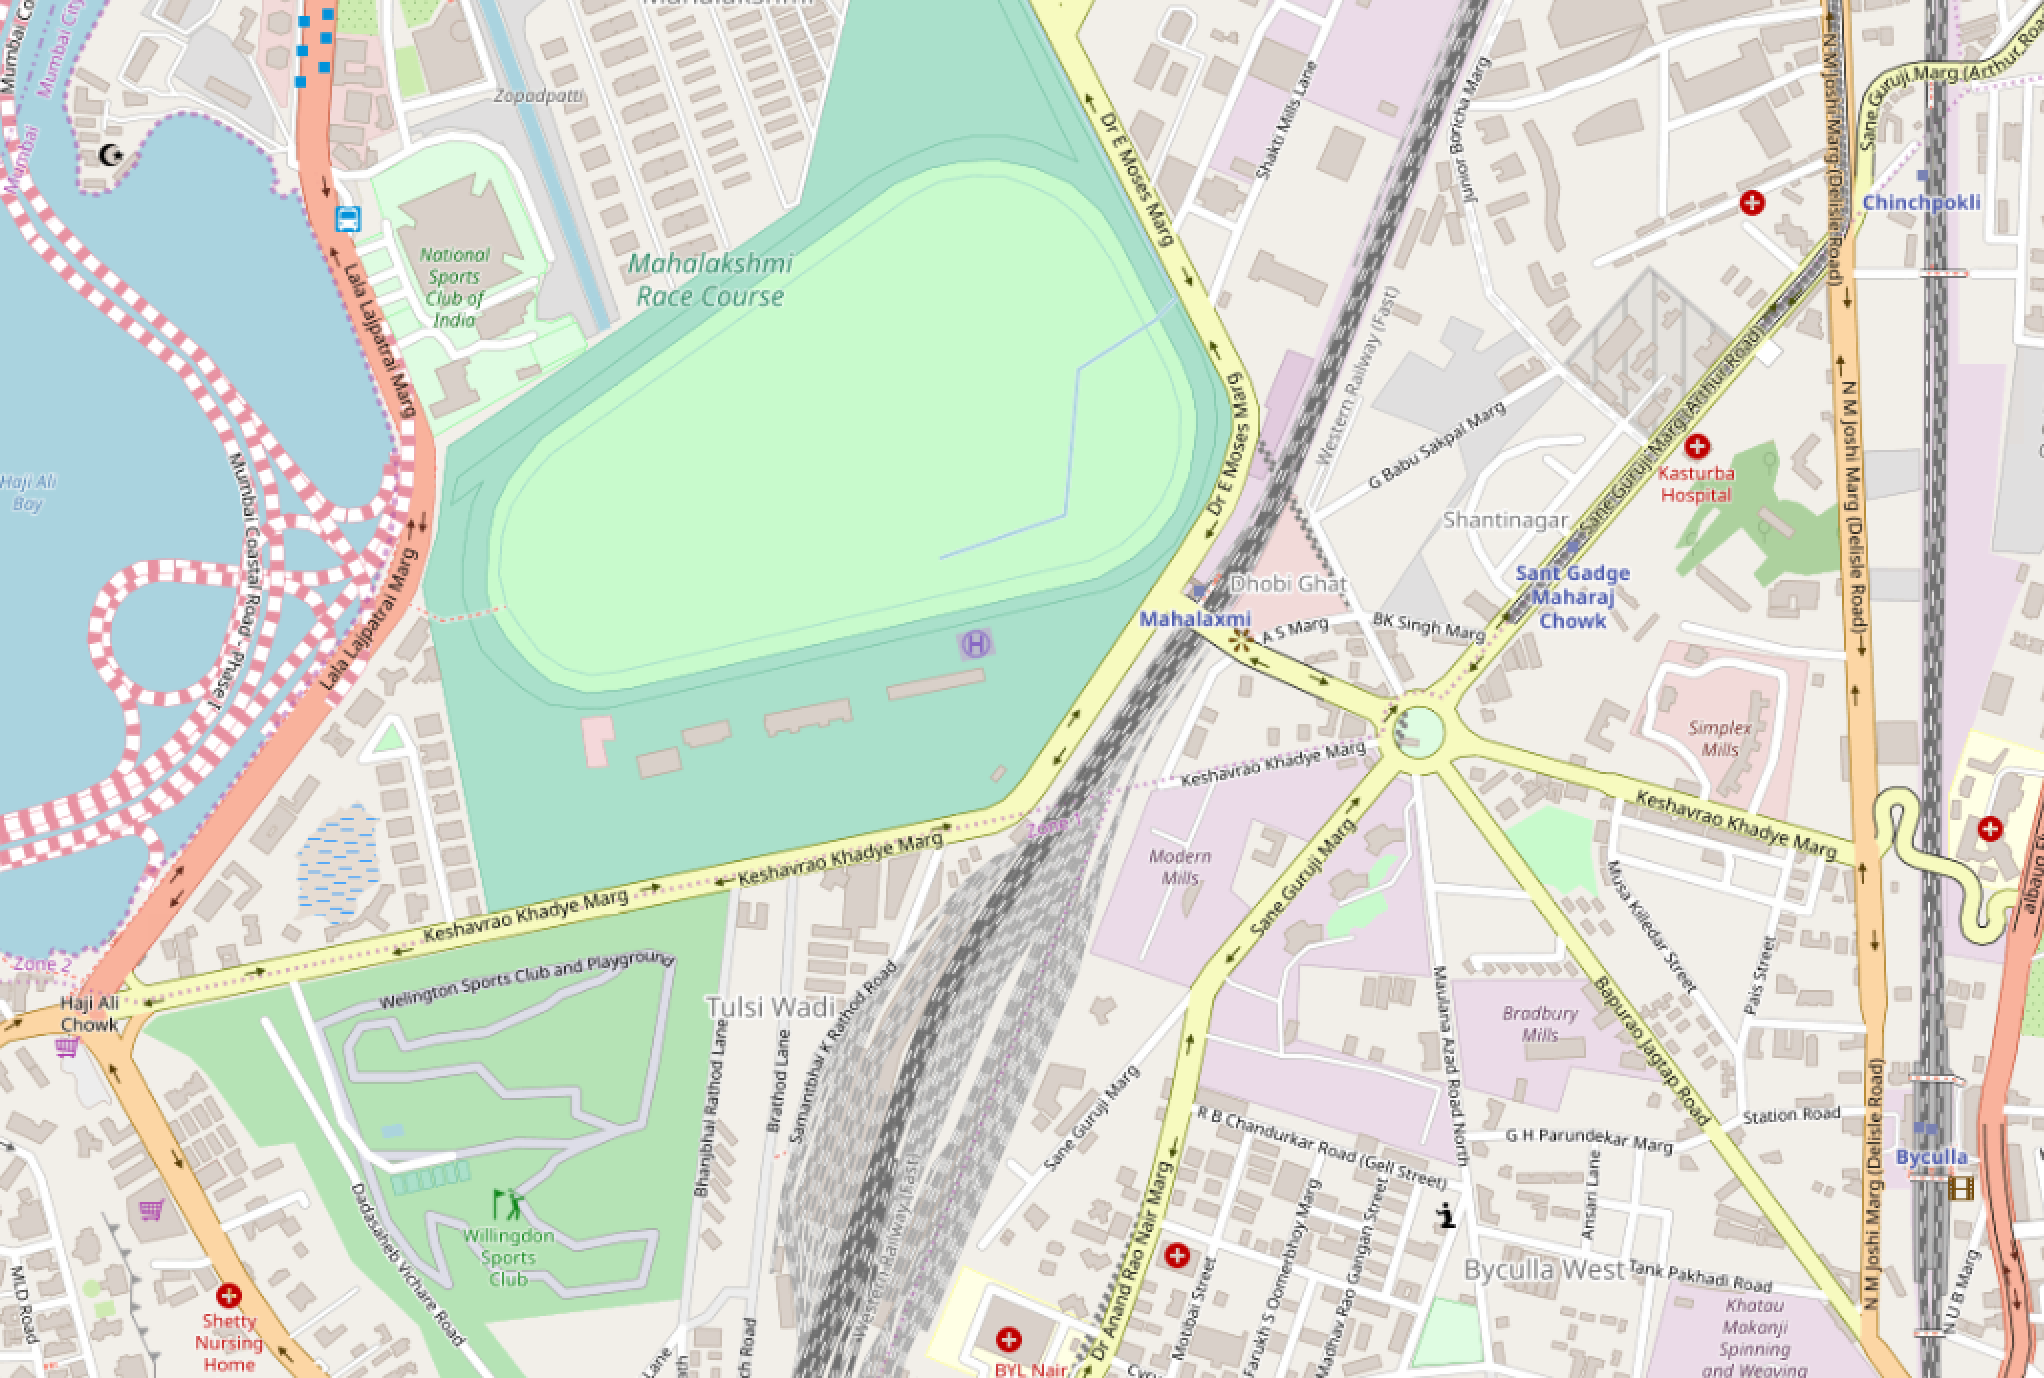 Mahalakshmi
Mumbai Co
Mumbai City
Mumbai
Zopadpatti
Dr E Moses Marg
Shakti Mills Lane
Junior Boricha Marg
N M Joshi Marg (Delisle Road)
Sane Guruji Marg (Arthur Road)
Sane Guruji Marg (Arthur Roa
Chinchpokli
National
Sports
Club of
India
Mahalakshmi
Race Course
Lala Lajpatrai Marg
Western Railway (Fast)
Dr E Moses Marg
G Babu Sakpal Marg
Sane Guruji Marg (Arthur Road)
Kasturba
Hospital
N M Joshi Marg (Delisle Road)
Haji Ali
Bay
Mumbai Coastal Road - Phase I
Shantinagar
Lala Lajpatrai Marg
Dhobi Ghat
Sant Gadge
Maharaj
Chowk
Mahalaxmi
A S Marg
BK Singh Marg
H
Simplex
Mills
Keshavrao Khadye Marg
Keshavrao Khadye Marg
Zone 1
Keshavrao Khadye Marg
Modern
Mills
Sane Guruji Marg
Musa Killedar Street
Keshavrao Khadye Marg
Pais Street
Zone 2
Welington Sports Club and Playground
Haji Ali
Chowk
Tulsi Wadi
Samantbhai K Rathod Road
Bhanjibhai Rathod Lane
Brathod Lane
Maulana Azad Road North
Bradbury
Mills
Bapurao Jagtap Road
Sane Guruji Marg
R B Chandurkar Road (Gell Street)
G H Parundekar Marg
Station Road
N M Joshi Marg (Delisle Road)
Byculla
Willingdon
Sports
Club
Dadasaheb Vichare Road
Western Railway (Fast)
Dr Anand Rao Nair Marg
Motibai Street
Farukh S Oomerbhoy Marg
Madhav Rao Gangan Street
Ansari Lane
Byculla West
Tank Pakhadi Road
N U B Marg
MLD Road
Shetty
Nursing
Home
Lane
ch Road
BYL Nair
Khatau
Makanji
Spinning
and Weaving